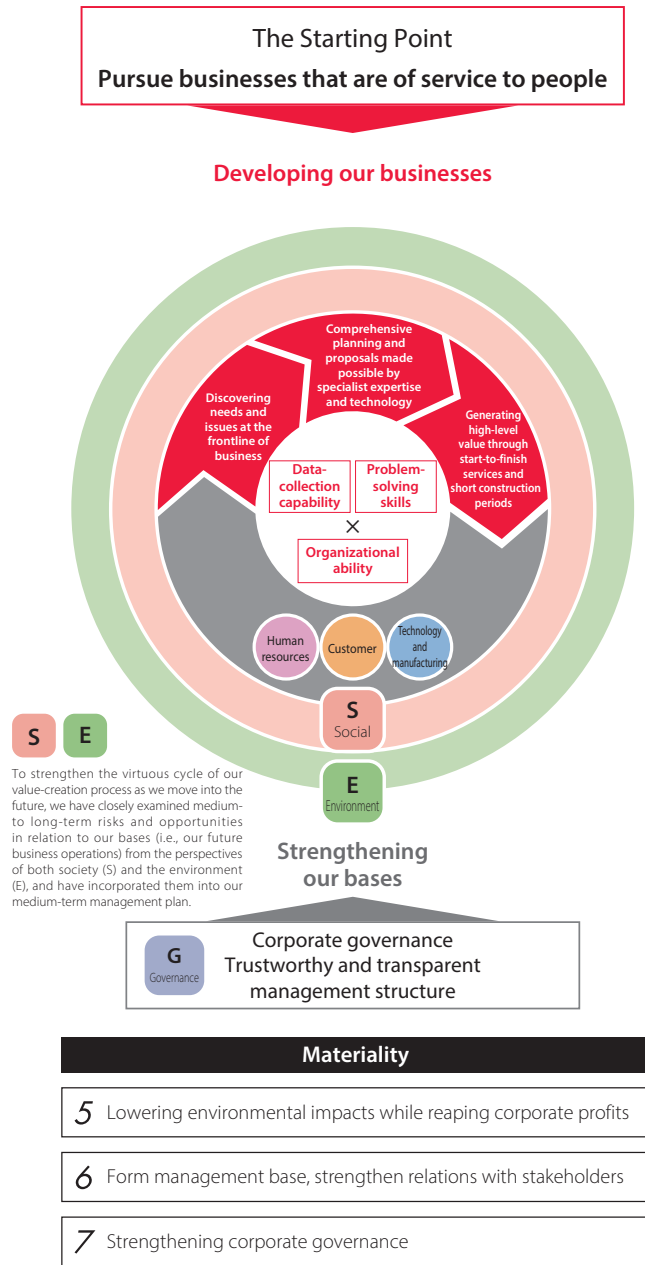 The Starting Point
Pursue businesses that are of service to people
Developing our businesses
Discovering
needs and
issues at the
frontline of
business
Comprehensive
planning and
proposals made
possible by
specialist expertise
and technology
Generating
high-level
value through
start-to-finish
services and
short construction
periods
Data-
collection
capability
Problem-
solving
skills
×
Organizational
ability
Human
resources
Customer
Technology
and
manufacturing
S
Social
E
Environment
S E
To strengthen the virtuous cycle of our
value-creation process as we move into the
future, we have closely examined medium-
to long-term risks and opportunities
in relation to our bases (i.e., our future
business operations) from the perspectives
of both society (S) and the environment
(E), and have incorporated them into our
medium-term management plan.
Strengthening
our bases
G
Governance
Corporate governance
Trustworthy and transparent
management structure
Materiality
5 Lowering environmental impacts while reaping corporate profits
6 Form management base, strengthen relations with stakeholders
7 Strengthening corporate governance